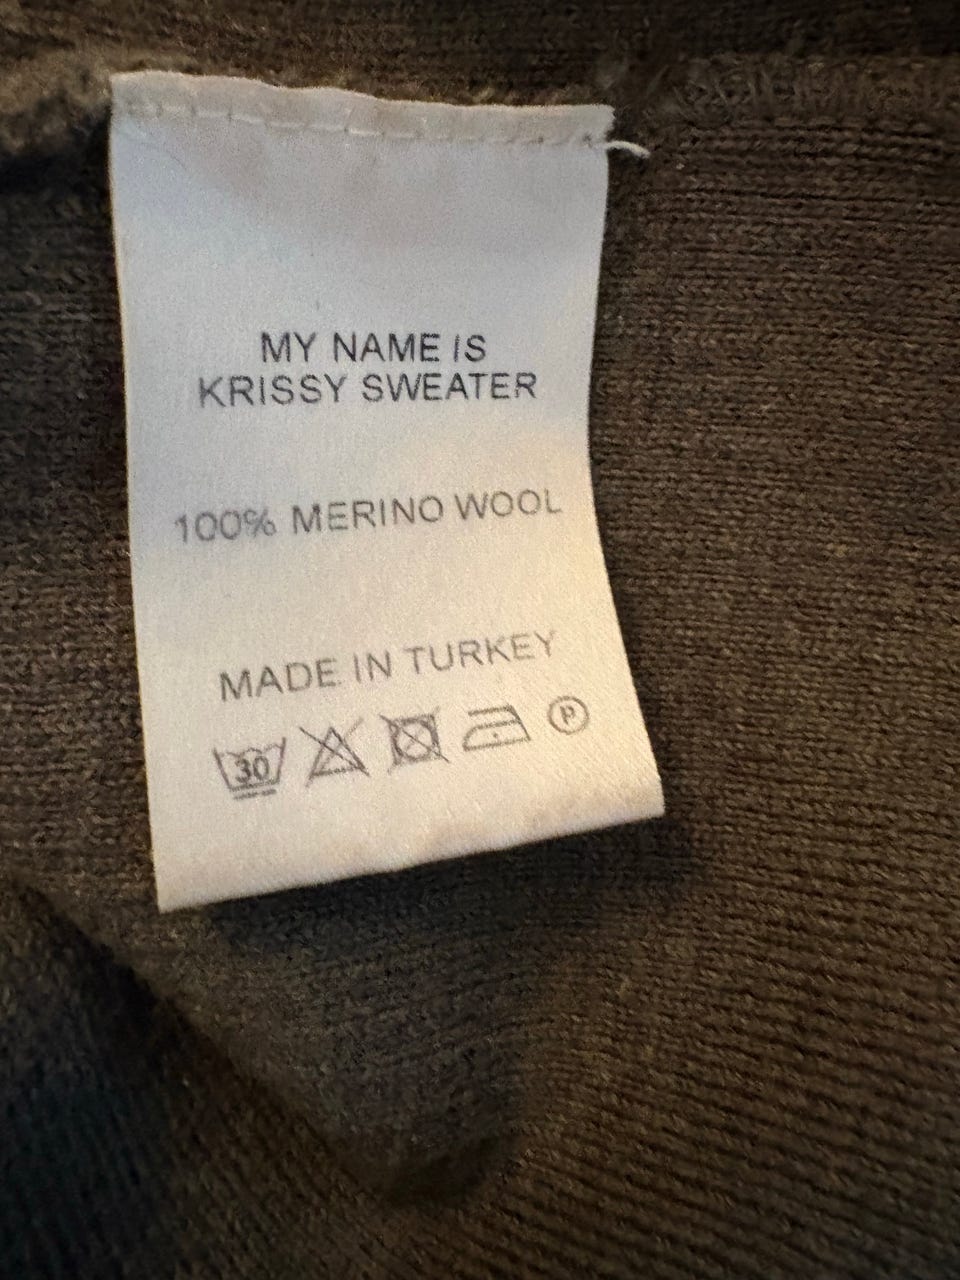 MY NAME IS
KRISSY SWEATER
100% MERINO WOOL
MADE IN TURKEY
30 P